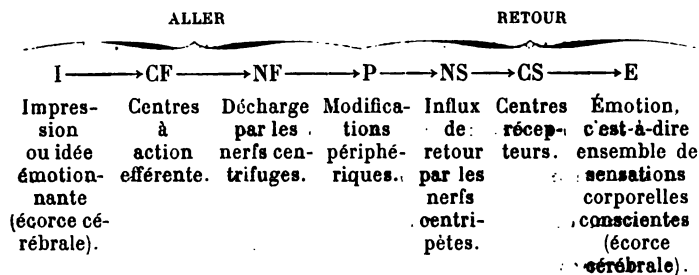 ALLER RETOUR
I → CF → NF → P → NS → CS → E
Impres- Centres Décharge Modifica- Influx Centres Émotion,
sion à par les tions de récep- c'est-à-dire
ou idée action nerfs cen- périphé- retour teurs. ensemble de
émotion- efférente. trifuges. riques. par les sensations
nante nerfs corporelles
(écorce cé- centri- conscientes
rébrale). pètes. (écorce
cérébrale).